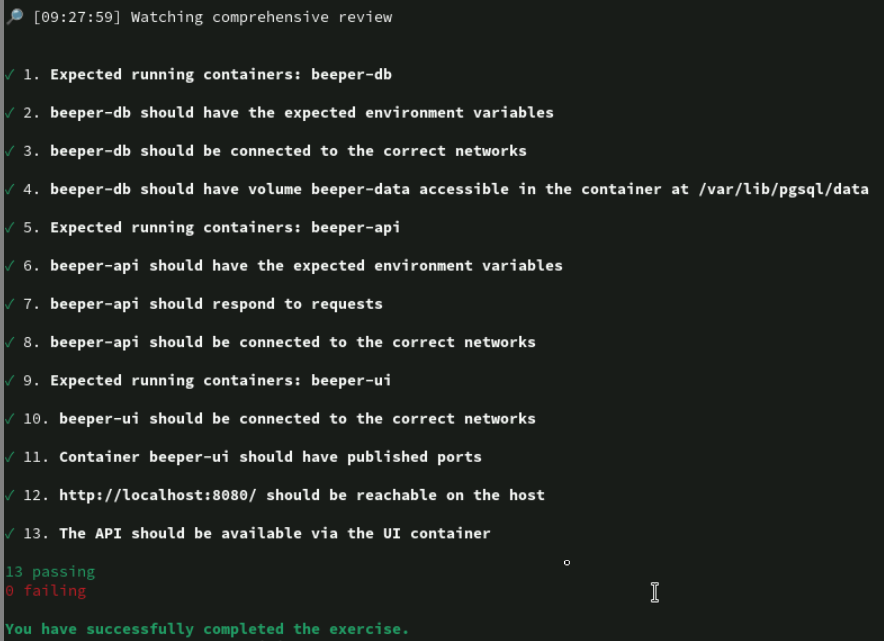 🔎 [09:27:59] Watching comprehensive review
✓ 1. Expected running containers: beeper-db
✓ 2. beeper-db should have the expected environment variables
✓ 3. beeper-db should be connected to the correct networks
✓ 4. beeper-db should have volume beeper-data accessible in the container at /var/lib/pgsql/data
✓ 5. Expected running containers: beeper-api
✓ 6. beeper-api should have the expected environment variables
✓ 7. beeper-api should respond to requests
✓ 8. beeper-api should be connected to the correct networks
✓ 9. Expected running containers: beeper-ui
✓ 10. beeper-ui should be connected to the correct networks
✓ 11. Container beeper-ui should have published ports
✓ 12. http://localhost:8080/ should be reachable on the host
✓ 13. The API should be available via the UI container
13 passing
0 failing
You have successfully completed the exercise.